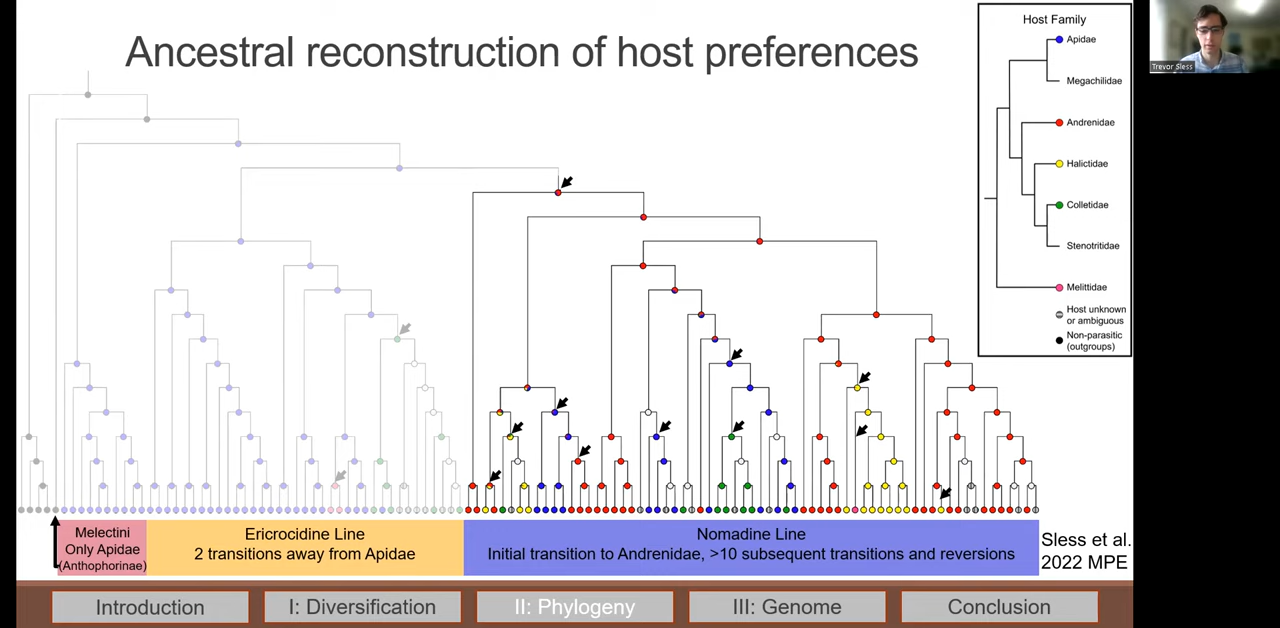 Ancestral reconstruction of host preferences
Host Family
Apidae
Megachilidae
Andrenidae
Halictidae
Colletidae
Stenotritidae
Melittidae
Host unknown
or ambiguous
Non-parasitic
(outgroups)
Trevor Sless
Melectini
Only Apidae
(Anthophorinae)
Ericrocidine Line
2 transitions away from Apidae
Nomadine Line
Initial transition to Andrenidae, >10 subsequent transitions and reversions
Sless et al.
2022 MPE
Introduction
I: Diversification
II: Phylogeny
III: Genome
Conclusion